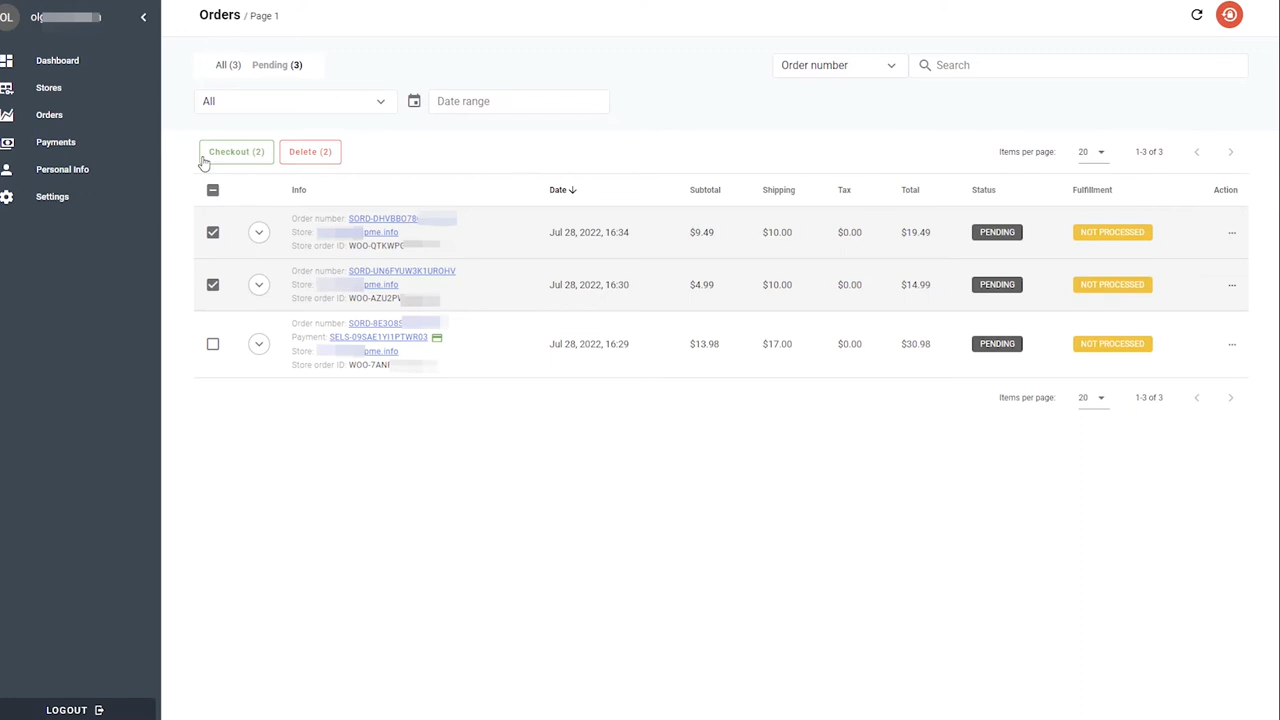 OL olg
Orders / Page 1
Dashboard
Stores
Orders
Payments
Personal Info
Settings
LOGOUT
All (3) Pending (3)
Order number Search
All Date range
Checkout (2) Delete (2) Items per page: 20 1-3 of 3
Info Date Subtotal Shipping Tax Total Status Fulfillment Action
Order number: SORD-DHVBBO78
Store: pme.info Jul 28, 2022, 16:34 $9.49 $10.00 $0.00 $19.49 PENDING NOT PROCESSED ...
Store order ID: WOO-QTKWP
Order number: SORD-UN6FYUW3K1UROHV
Store: pme.info Jul 28, 2022, 16:30 $4.99 $10.00 $0.00 $14.99 PENDING NOT PROCESSED ...
Store order ID: WOO-AZU2P
Order number: SORD-8E3O8S
Payment: SELS-09SAE1YI1PTWR03 Jul 28, 2022, 16:29 $13.98 $17.00 $0.00 $30.98 PENDING NOT PROCESSED ...
Store: pme.info
Store order ID: WOO-7AN
Items per page: 20 1-3 of 3